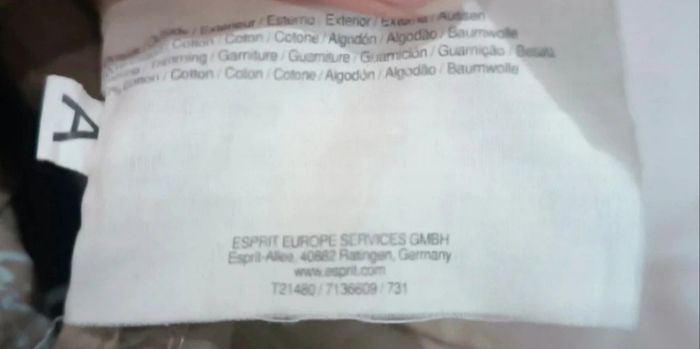 Exterieur / Esterno / Exterior / Externo / Außen
Cotton / Coton / Cotone / Algodón / Algodão / Baumwolle
Trimming / Garniture / Guarniture / Guarnición / Guarnição / Besatz
Cotton / Coton / Cotone / Algodón / Algodão / Baumwolle
A
ESPRIT EUROPE SERVICES GMBH
Esprit-Allee, 40882 Ratingen, Germany
www.esprit.com
T21480 / 7136609 / 731